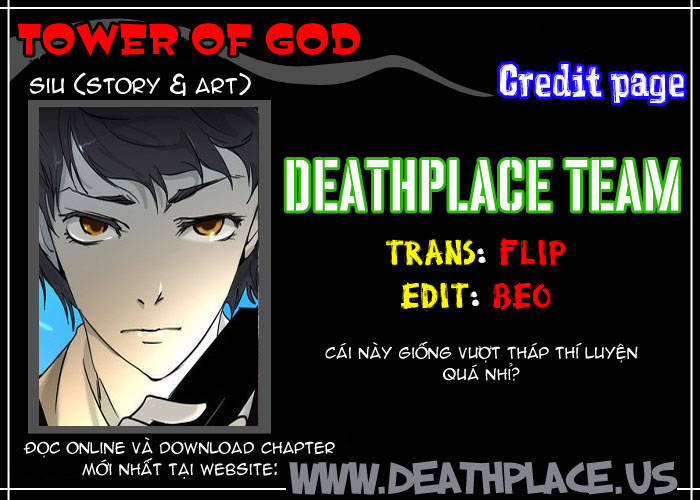 TOWER OF GOD
SIU (STORY & ART)
Credit page
DEATHPLACE TEAM
TRANS: FLIP
EDIT: BEO
CÁI NÀY GIỐNG VƯỢT THÁP THÍ LUYỆN
QUÁ NHỈ?
ĐỌC ONLINE VÀ DOWNLOAD CHAPTER
MỚI NHẤT TẠI WEBSITE:
WWW.DEATHPLACE.US